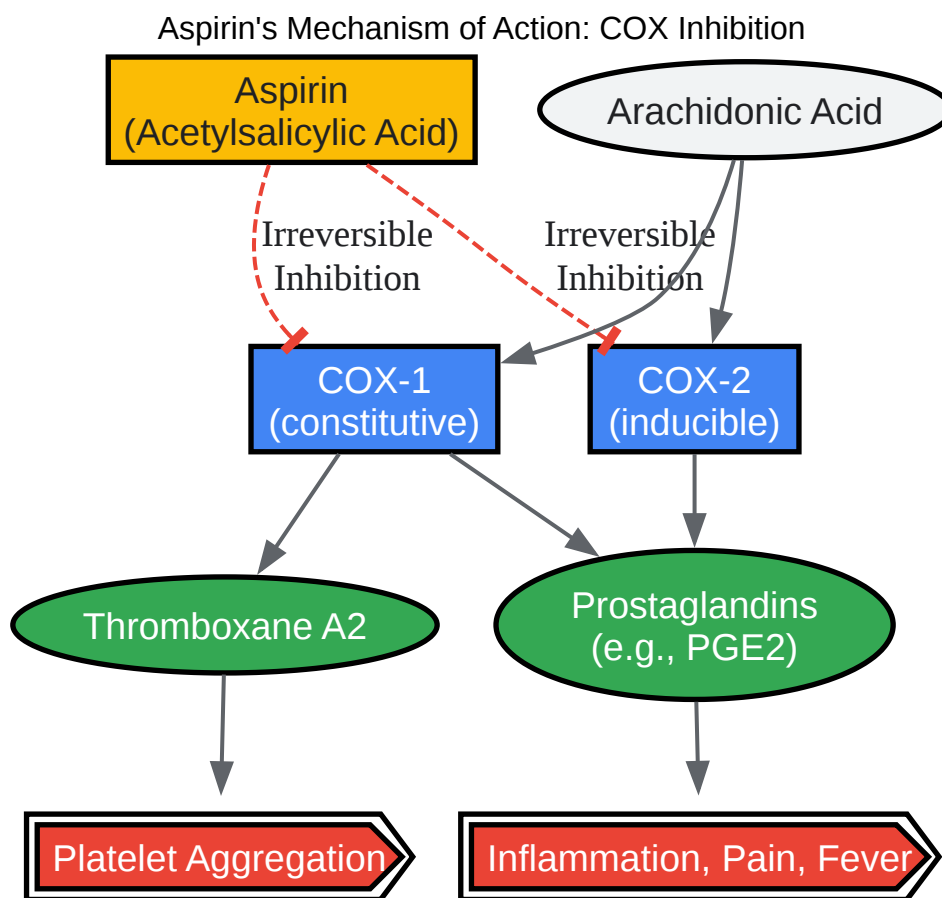 Aspirin's Mechanism of Action: COX Inhibition
Aspirin
(Acetylsalicylic Acid)
Arachidonic Acid
Irreversible
Inhibition
Irreversible
Inhibition
COX-1
(constitutive)
COX-2
(inducible)
Thromboxane A2
Prostaglandins
(e.g., PGE2)
Platelet Aggregation
Inflammation, Pain, Fever